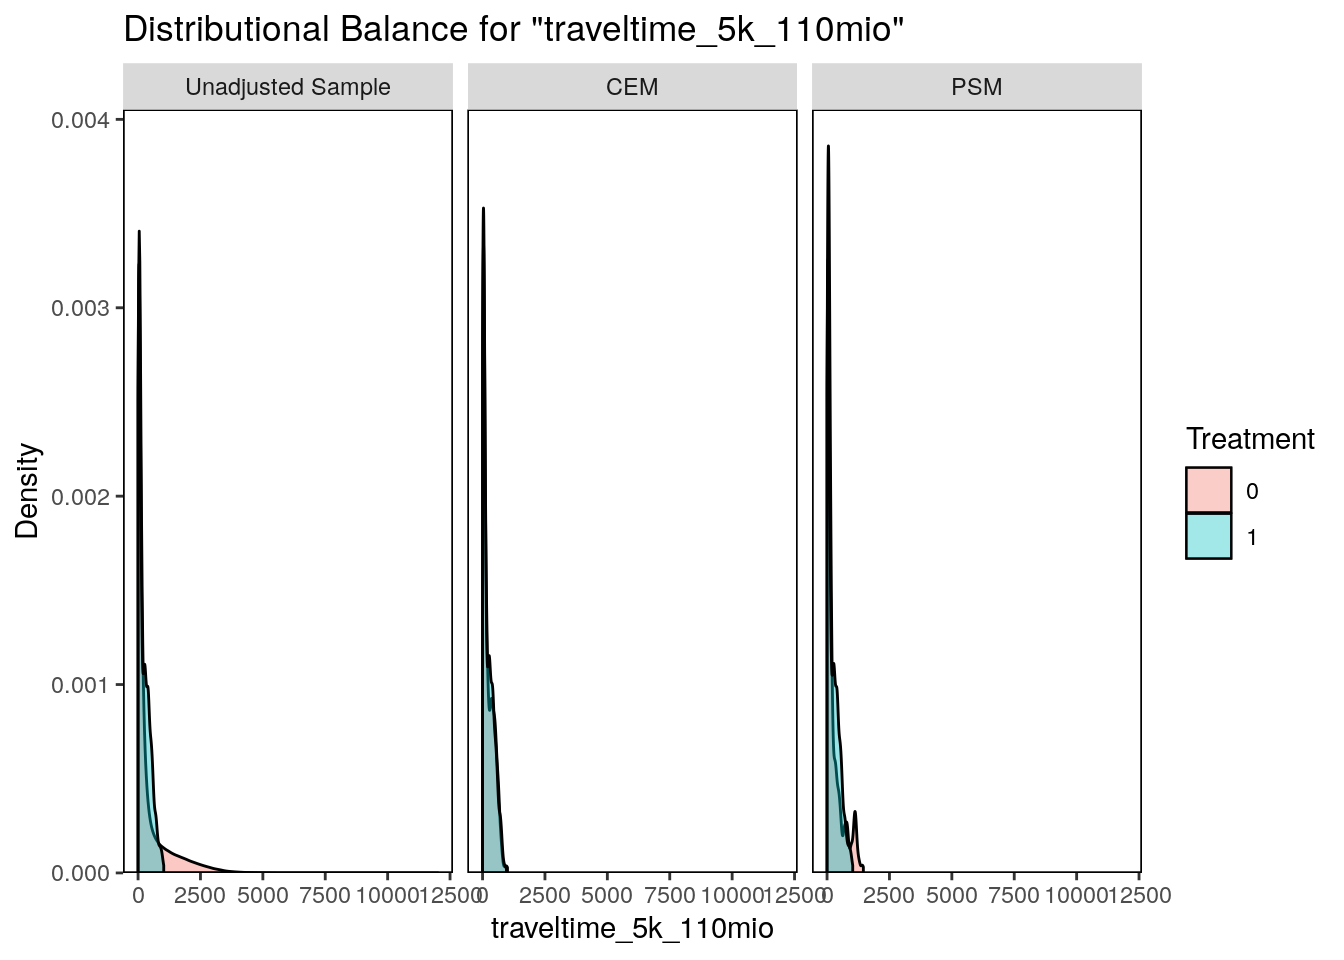 Distributional Balance for "traveltime_5k_110mio"
Unadjusted Sample CEM PSM
0.004
0.003
0.002
0.001
0.000
Density
0 2500 5000 7500 10000 12500 0 2500 5000 7500 10000 12500 0 2500 5000 7500 10000 12500
traveltime_5k_110mio
Treatment
0
1